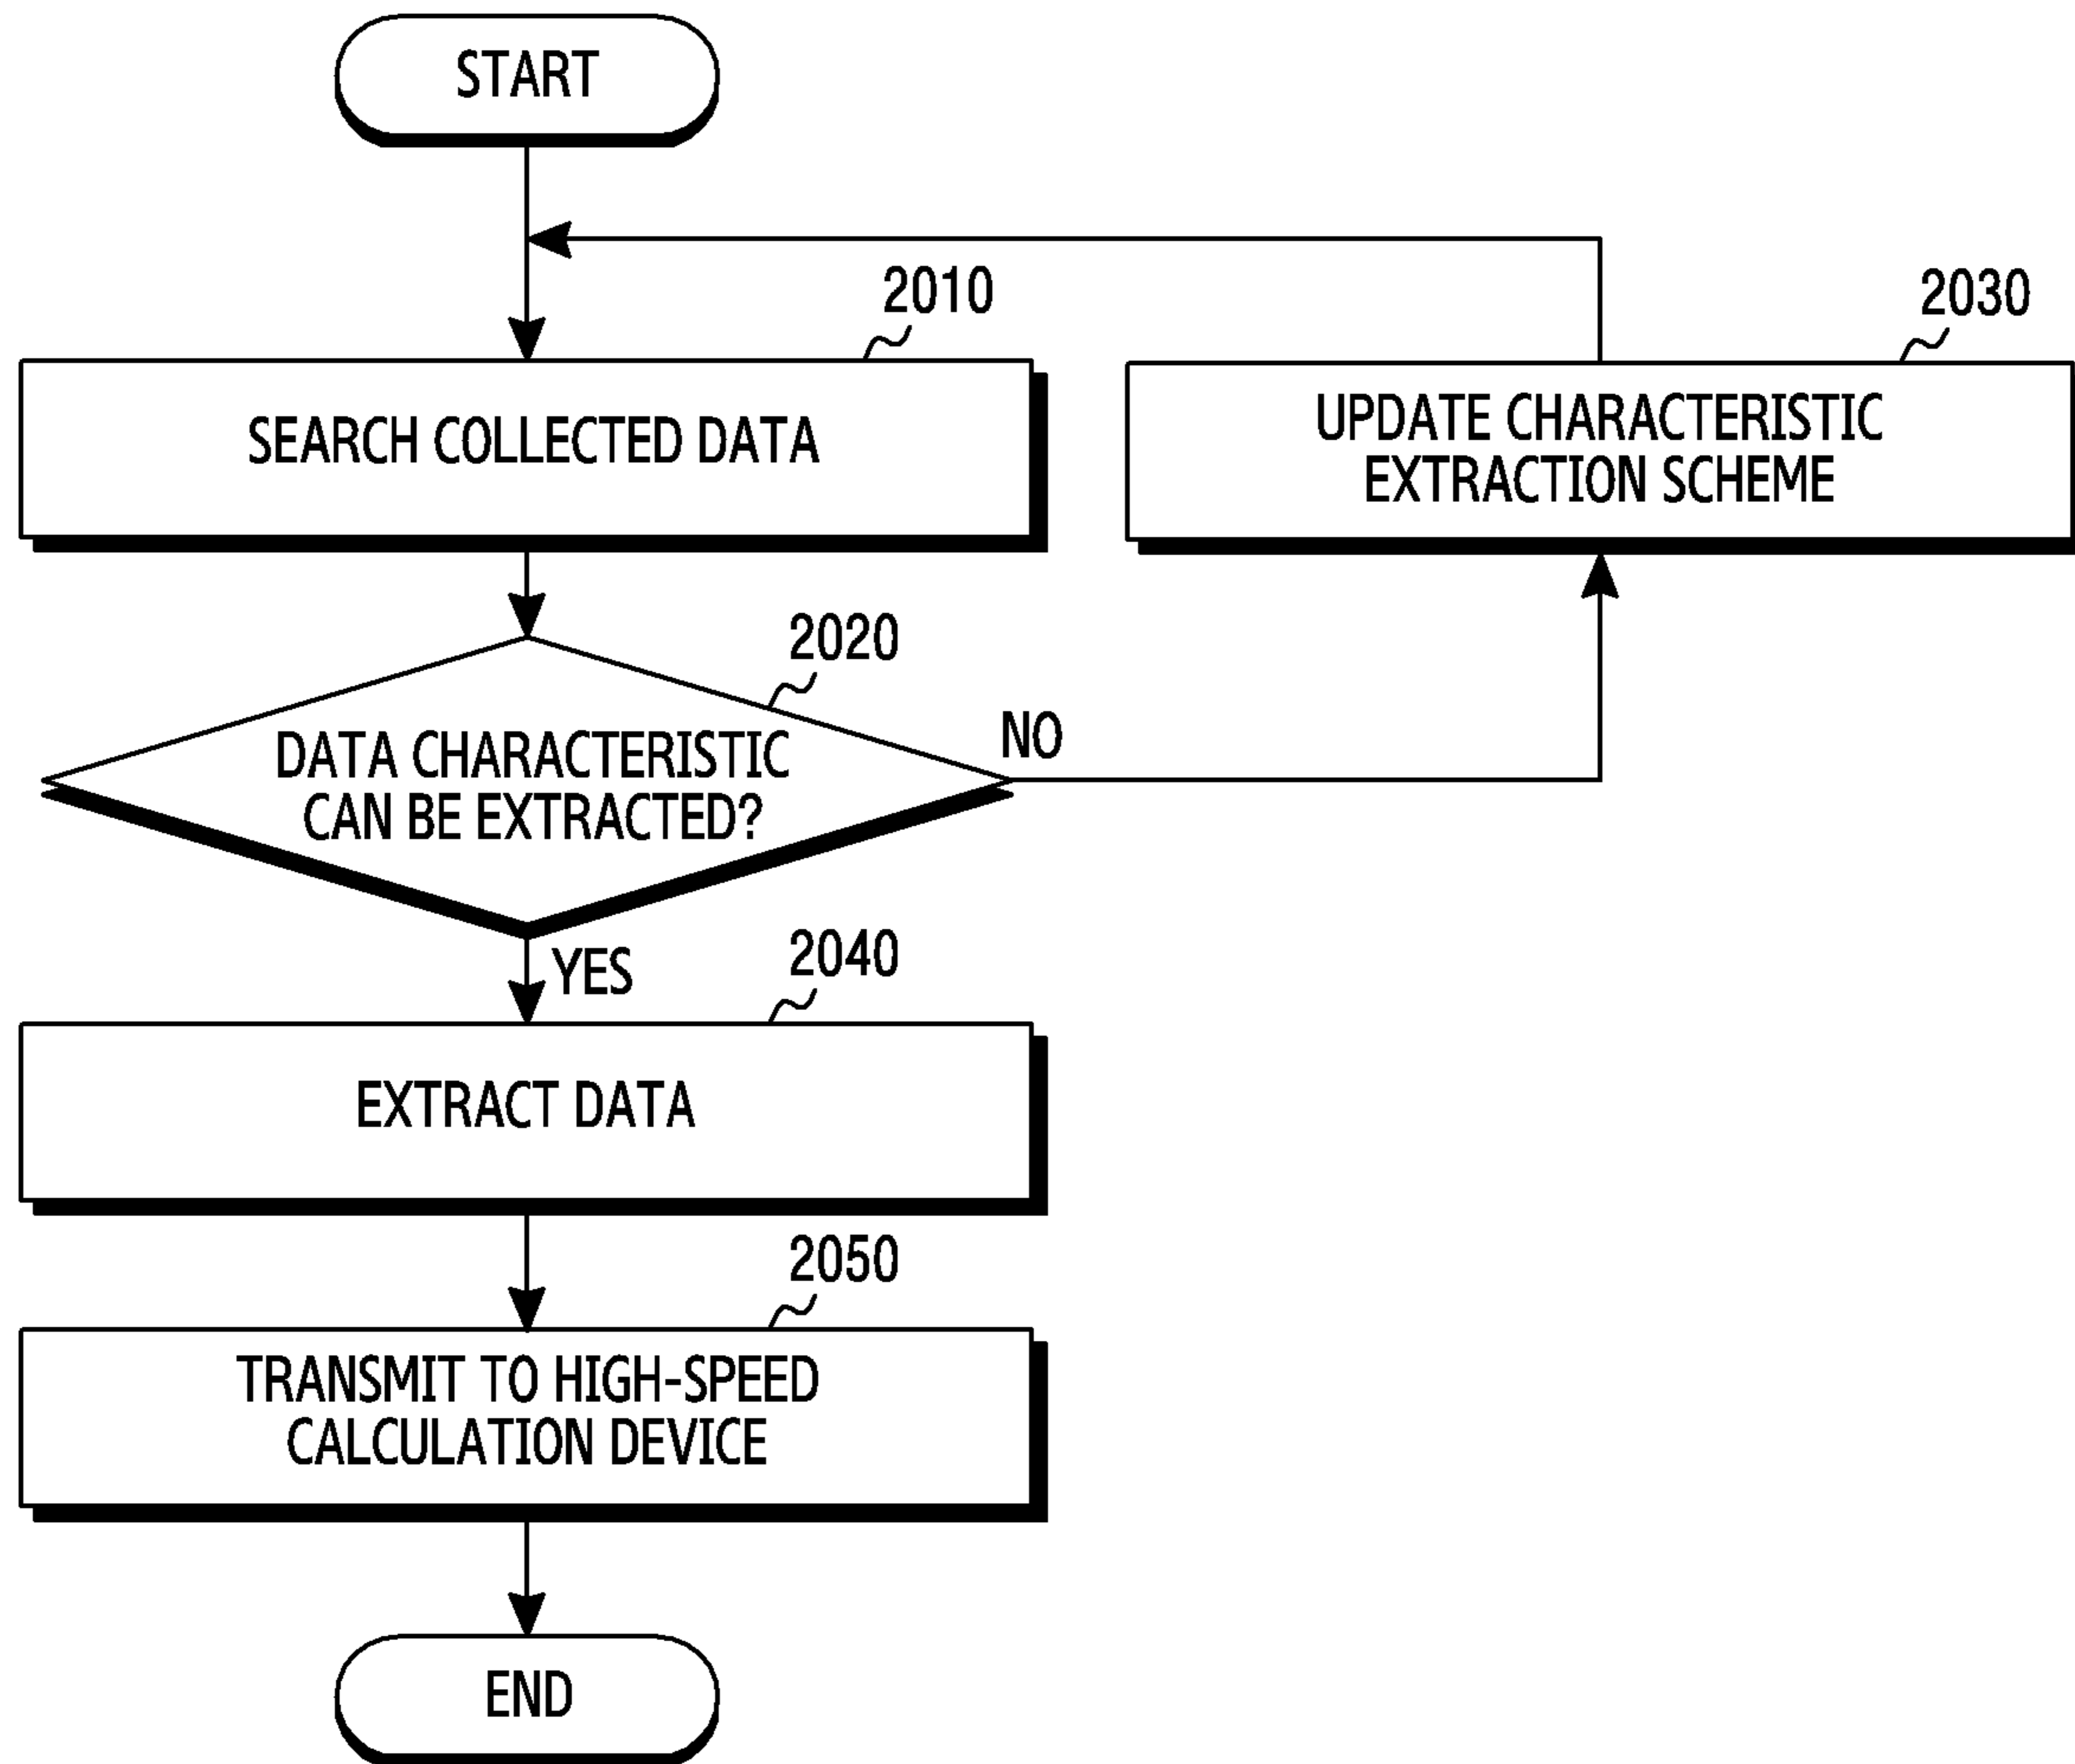 START
2010
SEARCH COLLECTED DATA
2030
UPDATE CHARACTERISTIC
EXTRACTION SCHEME
2020
DATA CHARACTERISTIC
CAN BE EXTRACTED?
NO
YES
2040
EXTRACT DATA
2050
TRANSMIT TO HIGH-SPEED
CALCULATION DEVICE
END